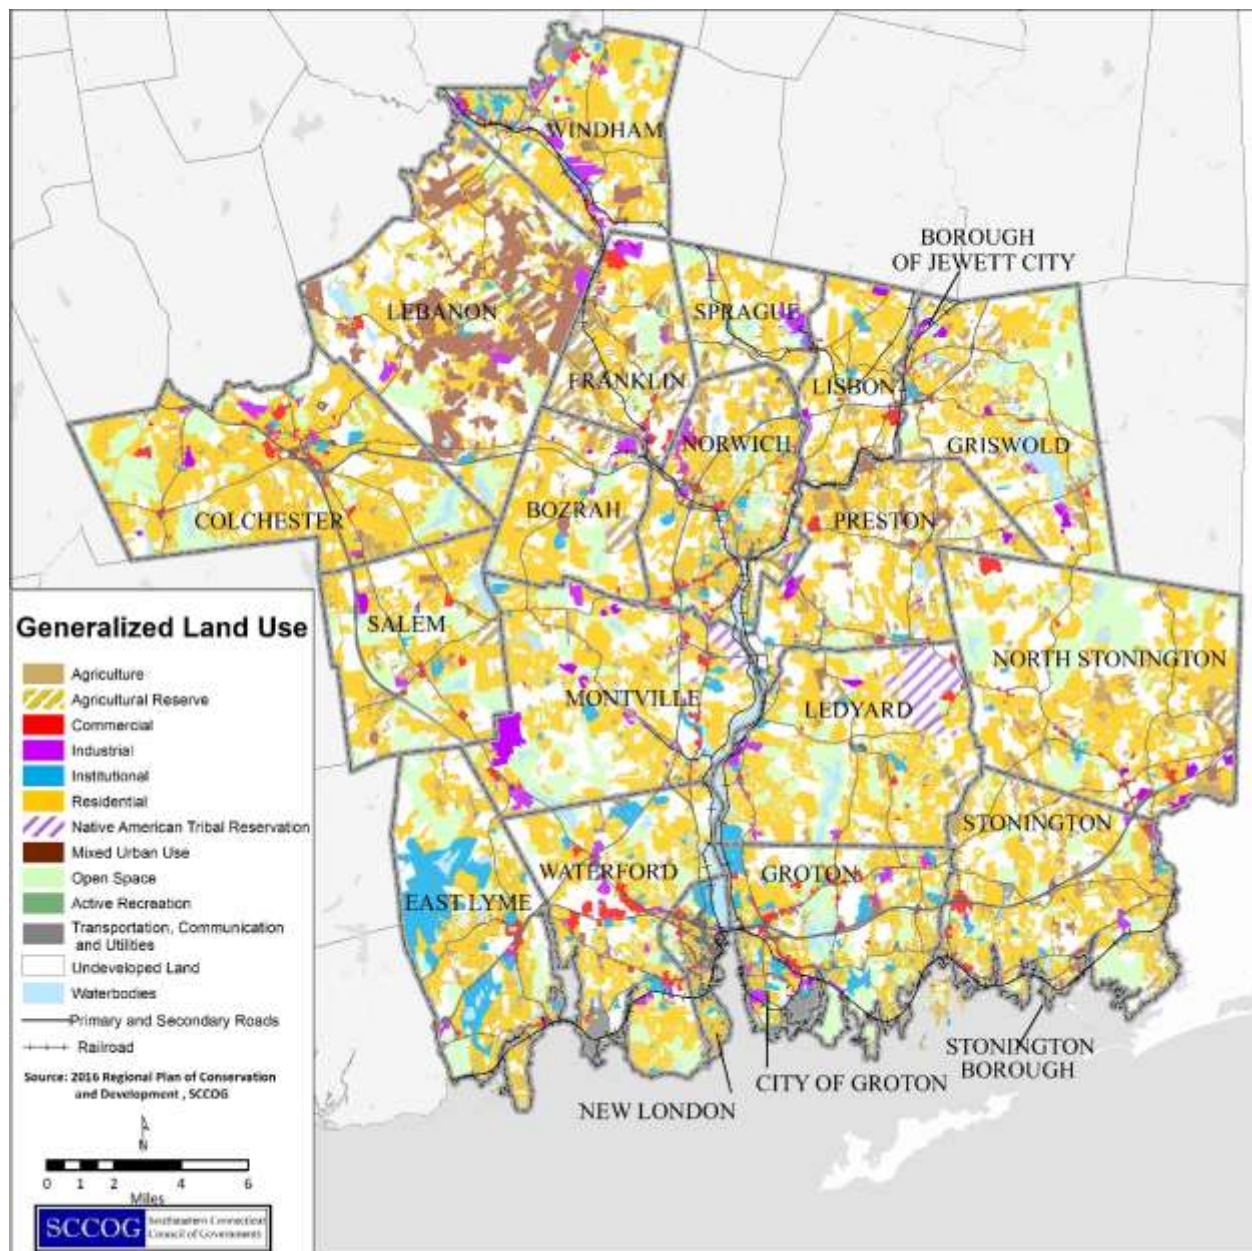 WINDHAM
BOROUGH
OF JEWETT CITY
LEBANON
SPRAGUE
FRANKLIN
LISBON
NORWICH
GRISWOLD
BOZRAH
PRESTON
COLCHESTER
SALEM
NORTH STONINGTON
MONTVILLE
LEDYARD
STONINGTON
WATERFORD
GROTON
EAST LYME
STONINGTON
BOROUGH
CITY OF GROTON
NEW LONDON
Generalized Land Use
Agriculture
Agricultural Reserve
Commercial
Industrial
Institutional
Residential
Native American Tribal Reservation
Mixed Urban Use
Open Space
Active Recreation
Transportation, Communication
and Utilities
Undeveloped Land
Waterbodies
Primary and Secondary Roads
Railroad
Source: 2016 Regional Plan of Conservation
and Development , SCCOG
N
0 1 2 4 6
Miles
SCCOG
Southeastern Connecticut
Council of Governments